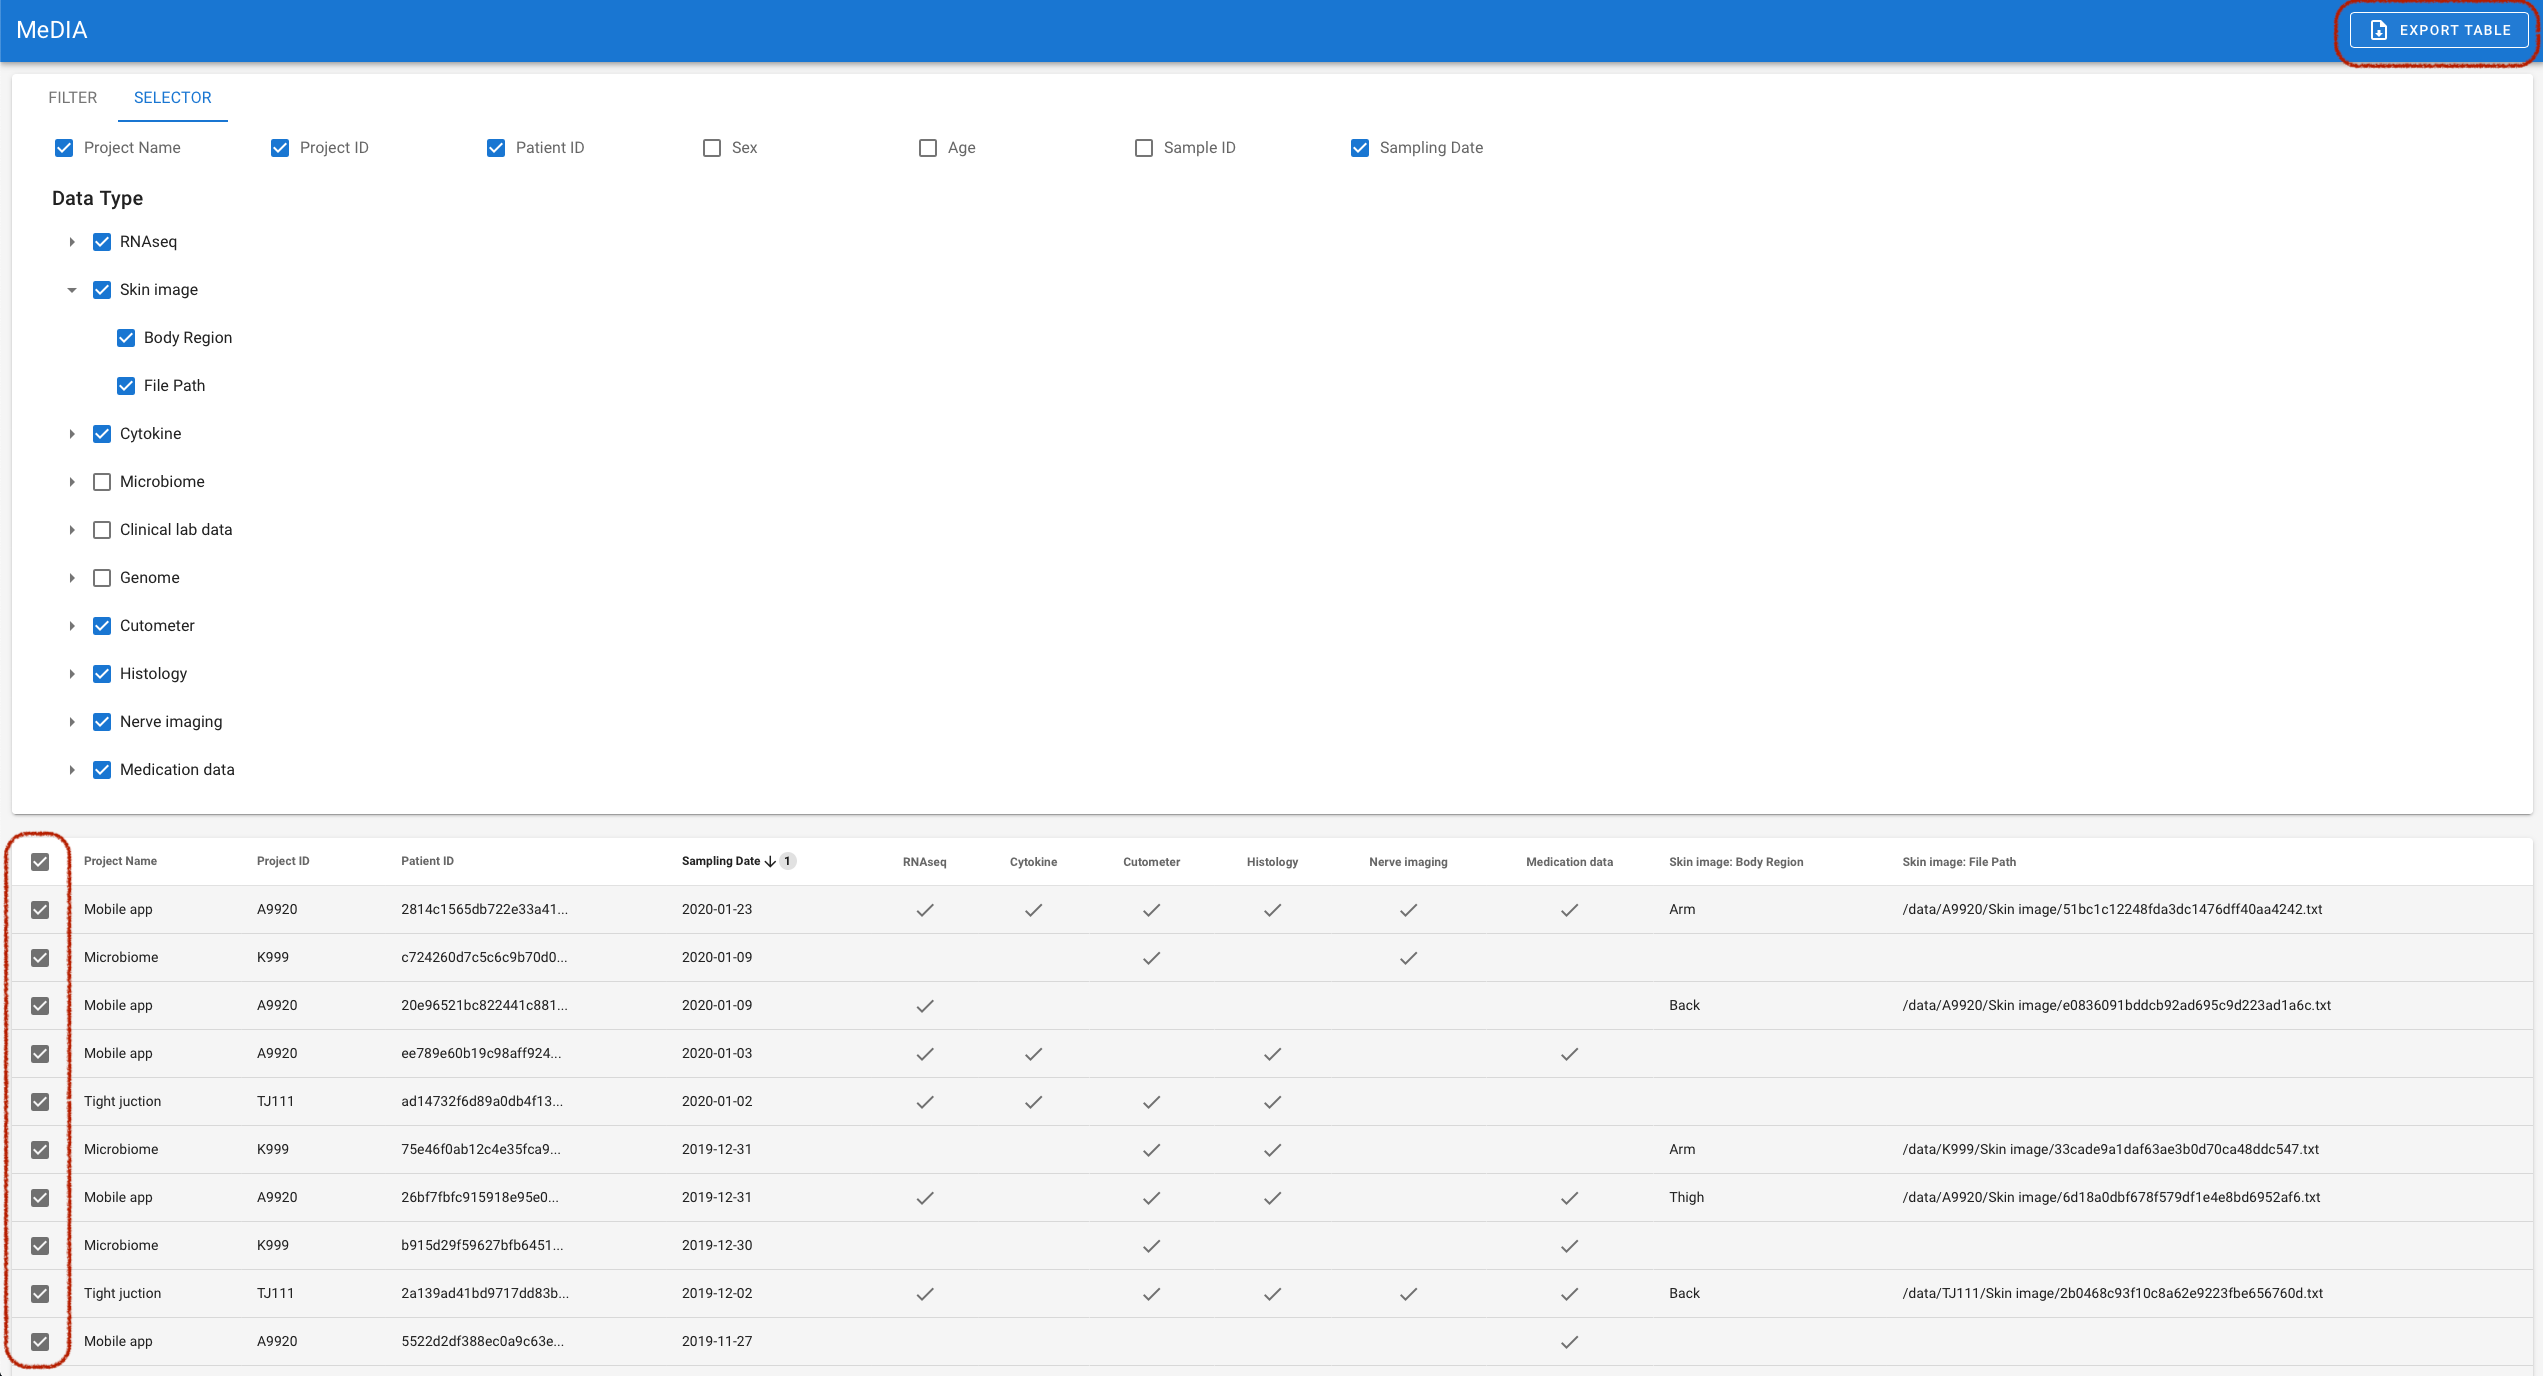 MeDIA
EXPORT TABLE
FILTER SELECTOR
Project Name Project ID Patient ID Sex Age Sample ID Sampling Date
Data Type
RNAseq
Skin image
Body Region
File Path
Cytokine
Microbiome
Clinical lab data
Genome
Cutometer
Histology
Nerve imaging
Medication data
Project Name Project ID Patient ID Sampling Date 1 RNAseq Cytokine Cutometer Histology Nerve imaging Medication data Skin image: Body Region Skin image: File Path
Mobile app A9920 2814c1565db722e33a41... 2020-01-23 Arm /data/A9920/Skin image/51bc1c12248fda3dc1476dff40aa4242.txt
Microbiome K999 c724260d7c5c6c9b70d0... 2020-01-09
Mobile app A9920 20e96521bc822441c881... 2020-01-09 Back /data/A9920/Skin image/e0836091bddcb92ad695c9d223ad1a6c.txt
Mobile app A9920 ee789e60b19c98aff924... 2020-01-03
Tight juction TJ111 ad14732f6d89a0db4f13... 2020-01-02
Microbiome K999 75e46f0ab12c4e35fca9... 2019-12-31 Arm /data/K999/Skin image/33cade9a1daf63ae3b0d70ca48ddc547.txt
Mobile app A9920 26bf7fbfc915918e95e0... 2019-12-31 Thigh /data/A9920/Skin image/6d18a0dbf678f579df1e4e8bd6952af6.txt
Microbiome K999 b915d29f59627bfb6451... 2019-12-30
Tight juction TJ111 2a139ad41bd9717dd83b... 2019-12-02 Back /data/TJ111/Skin image/2b0468c93f10c8a62e9223fbe656760d.txt
Mobile app A9920 5522d2df388ec0a9c63e... 2019-11-27